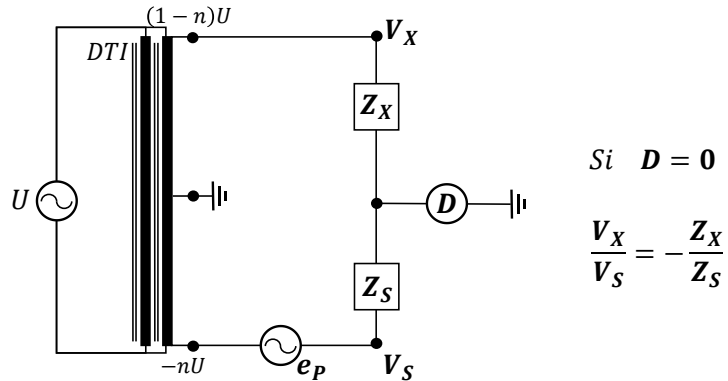 (1 − n)U
DTI
V_X
Z_X
U
D
Si D = 0
V_X/V_S = − Z_X/Z_S
Z_S
−nU
e_P
V_S